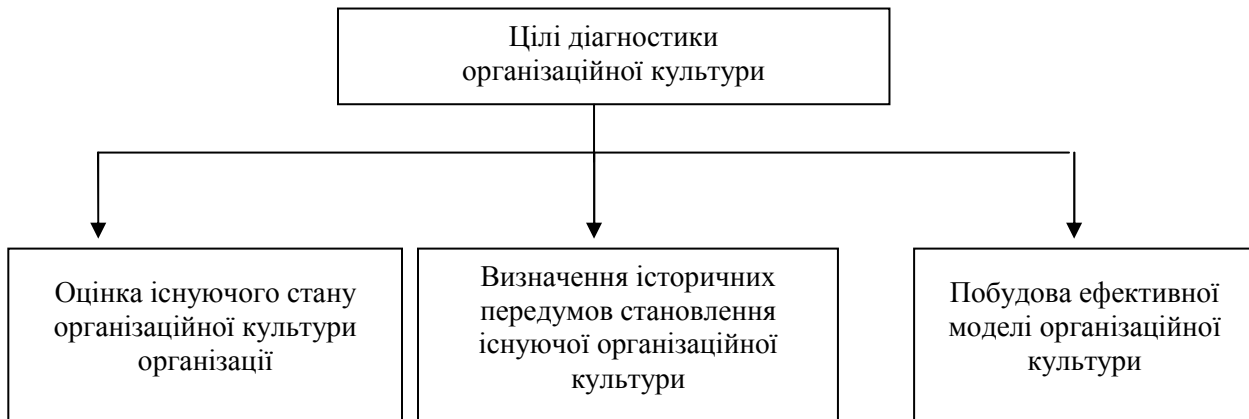 Цілі діагностики
організаційної культури
Оцінка існуючого стану
організаційної культури
організації
Визначення історичних
передумов становлення
існуючої організаційної
культури
Побудова ефективної
моделі організаційної
культури